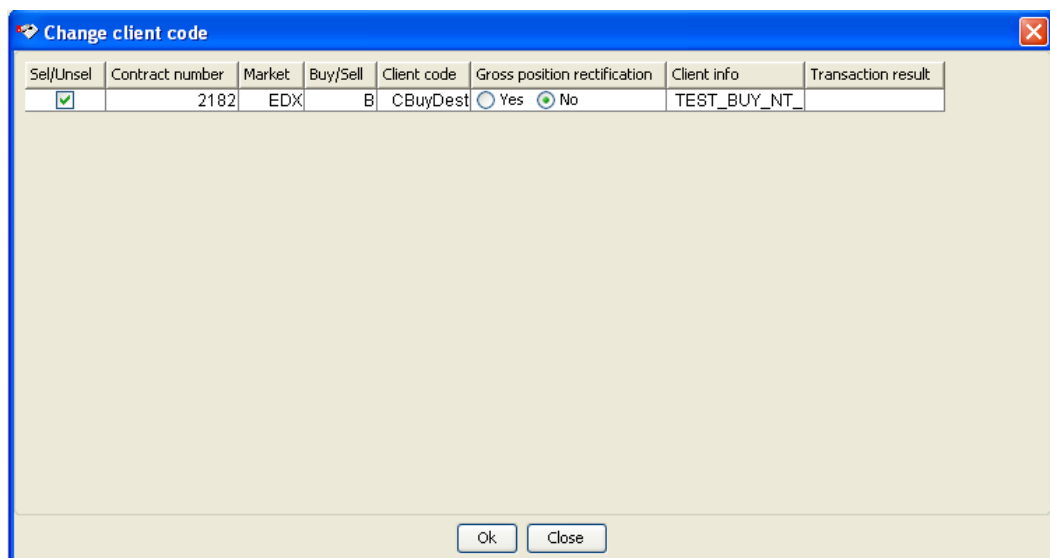 Change client code
Sel/Unsel Contract number Market Buy/Sell Client code Gross position rectification Client info Transaction result
2182 EDX B CBuyDest Yes No TEST_BUY_NT_
Ok Close